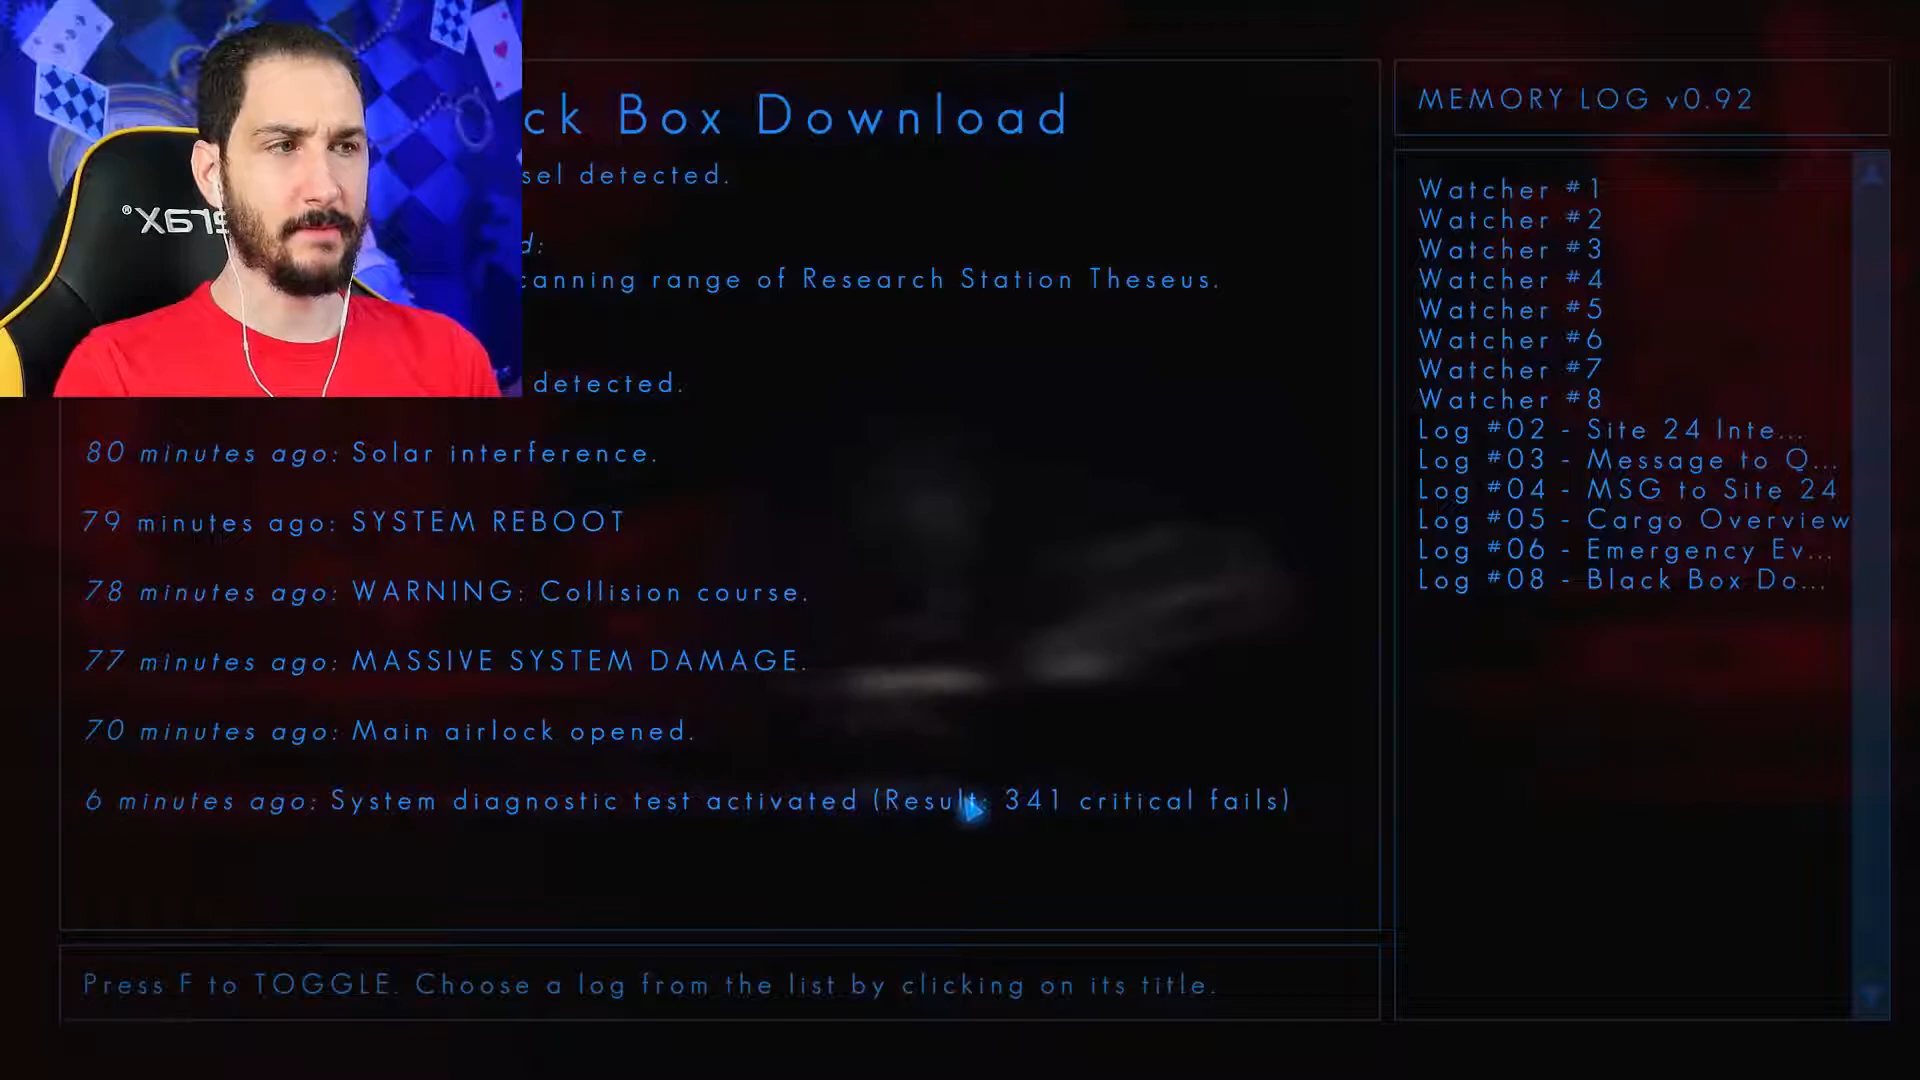 ck Box Download
sel detected.
d:
canning range of Research Station Theseus.
detected.
80 minutes ago: Solar interference.
79 minutes ago: SYSTEM REBOOT
78 minutes ago: WARNING: Collision course.
77 minutes ago: MASSIVE SYSTEM DAMAGE.
70 minutes ago: Main airlock opened.
6 minutes ago: System diagnostic test activated (Result: 341 critical fails)
Press F to TOGGLE. Choose a log from the list by clicking on its title.
MEMORY LOG v0.92
Watcher #1
Watcher #2
Watcher #3
Watcher #4
Watcher #5
Watcher #6
Watcher #7
Watcher #8
Log #02 - Site 24 Inte...
Log #03 - Message to Q...
Log #04 - MSG to Site 24
Log #05 - Cargo Overview
Log #06 - Emergency Ev...
Log #08 - Black Box Do...